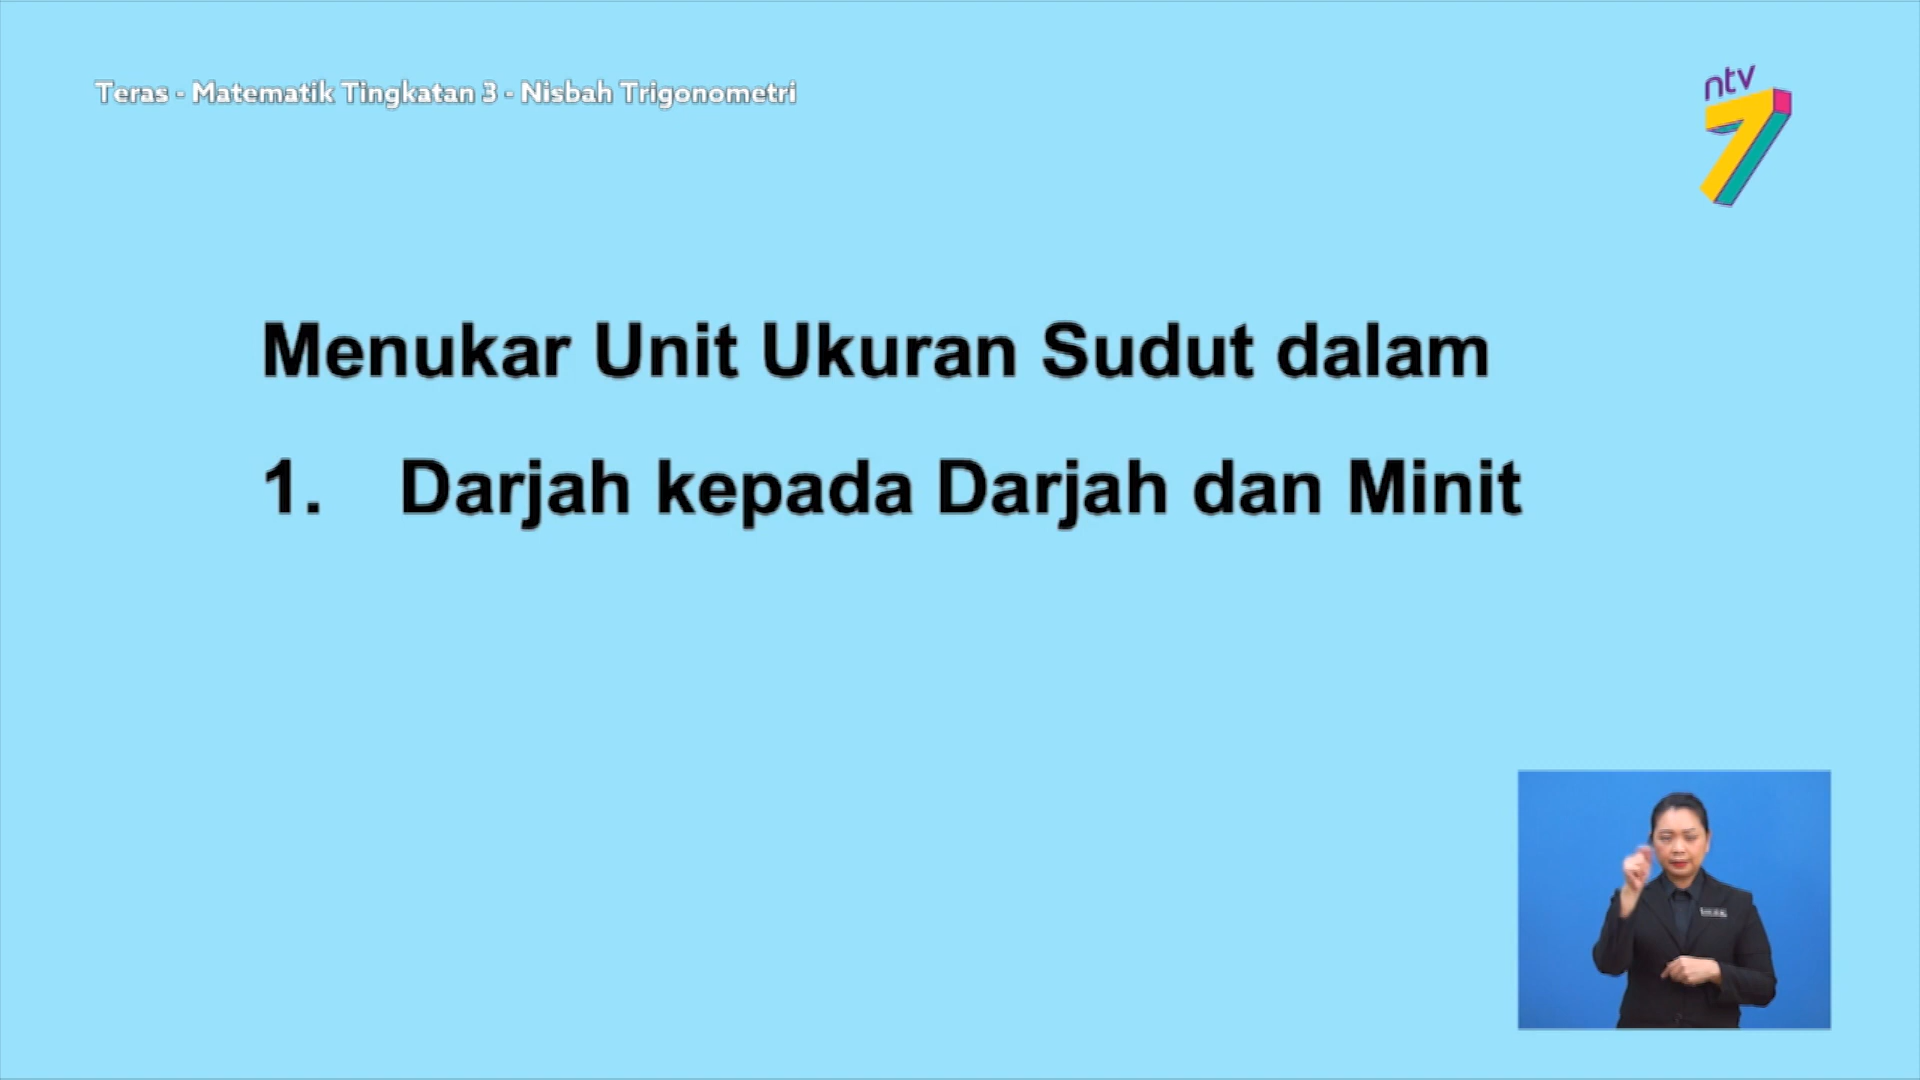 Teras - Matematik Tingkatan 3 - Nisbah Trigonometri
ntv
7
Menukar Unit Ukuran Sudut dalam
1. Darjah kepada Darjah dan Minit